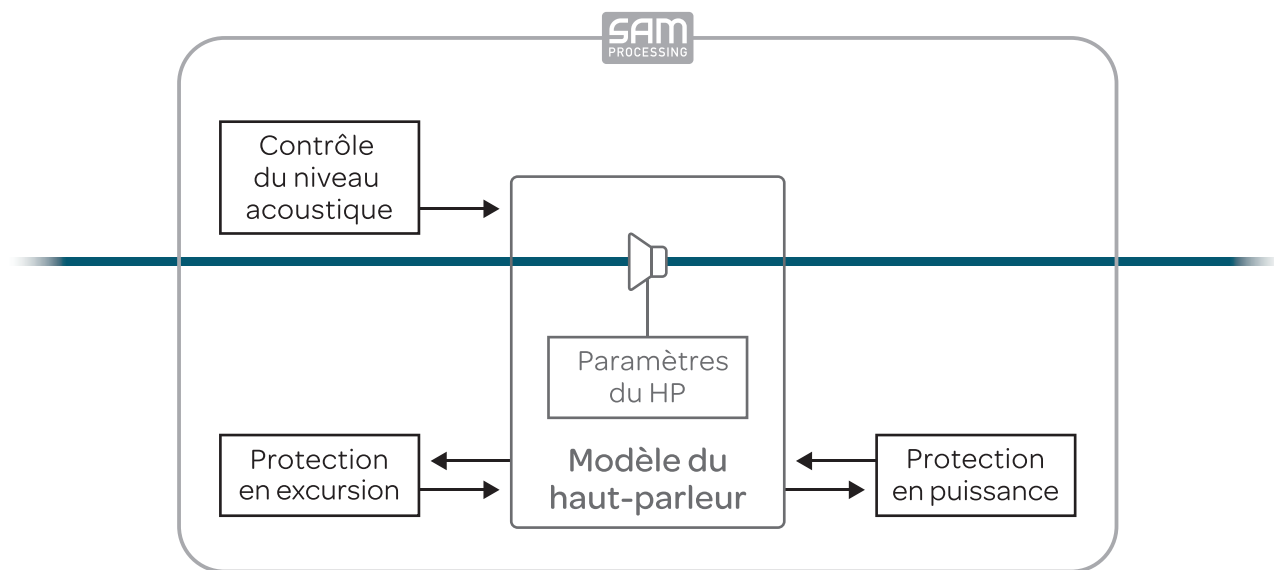 SAM
PROCESSING
Contrôle
du niveau
acoustique
Paramètres
du HP
Modèle du
haut-parleur
Protection
en excursion
Protection
en puissance